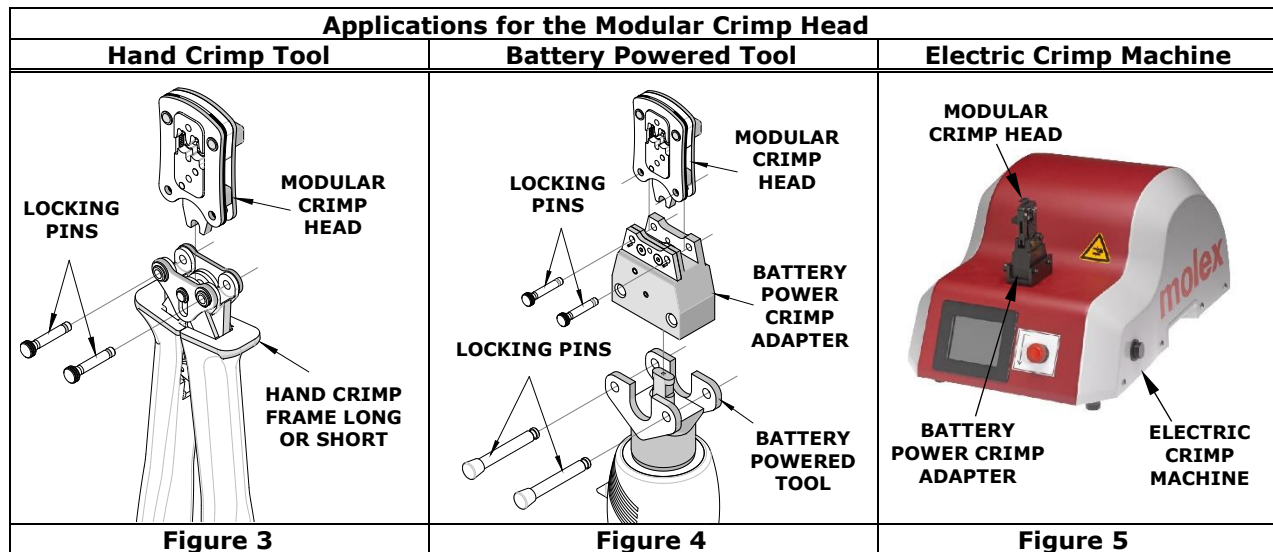 Applications for the Modular Crimp Head
Hand Crimp Tool
Battery Powered Tool
Electric Crimp Machine
MODULAR
CRIMP
HEAD
LOCKING
PINS
HAND CRIMP
FRAME LONG
OR SHORT
Figure 3
MODULAR
CRIMP
HEAD
LOCKING
PINS
BATTERY
POWER
CRIMP
ADAPTER
LOCKING PINS
BATTERY
POWERED
TOOL
Figure 4
MODULAR
CRIMP HEAD
molex
BATTERY
POWER CRIMP
ADAPTER
ELECTRIC
CRIMP
MACHINE
Figure 5